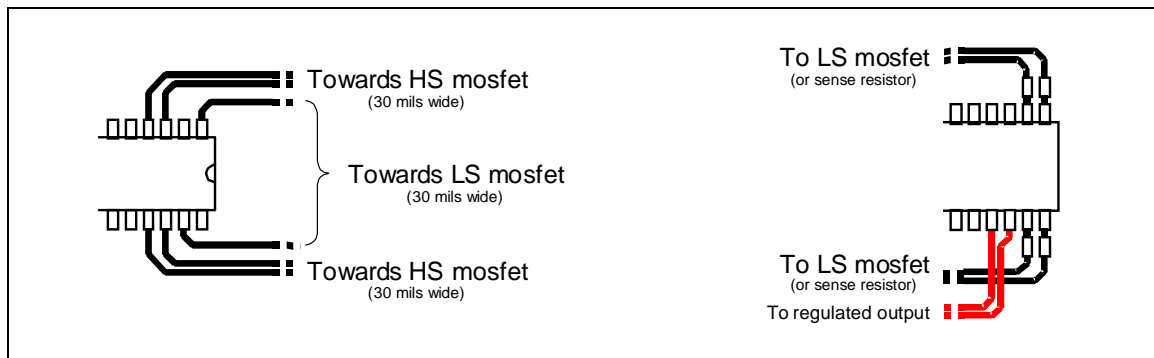 Towards HS mosfet
(30 mils wide)
Towards LS mosfet
(30 mils wide)
Towards HS mosfet
(30 mils wide)
To LS mosfet
(or sense resistor)
To LS mosfet
(or sense resistor)
To regulated output